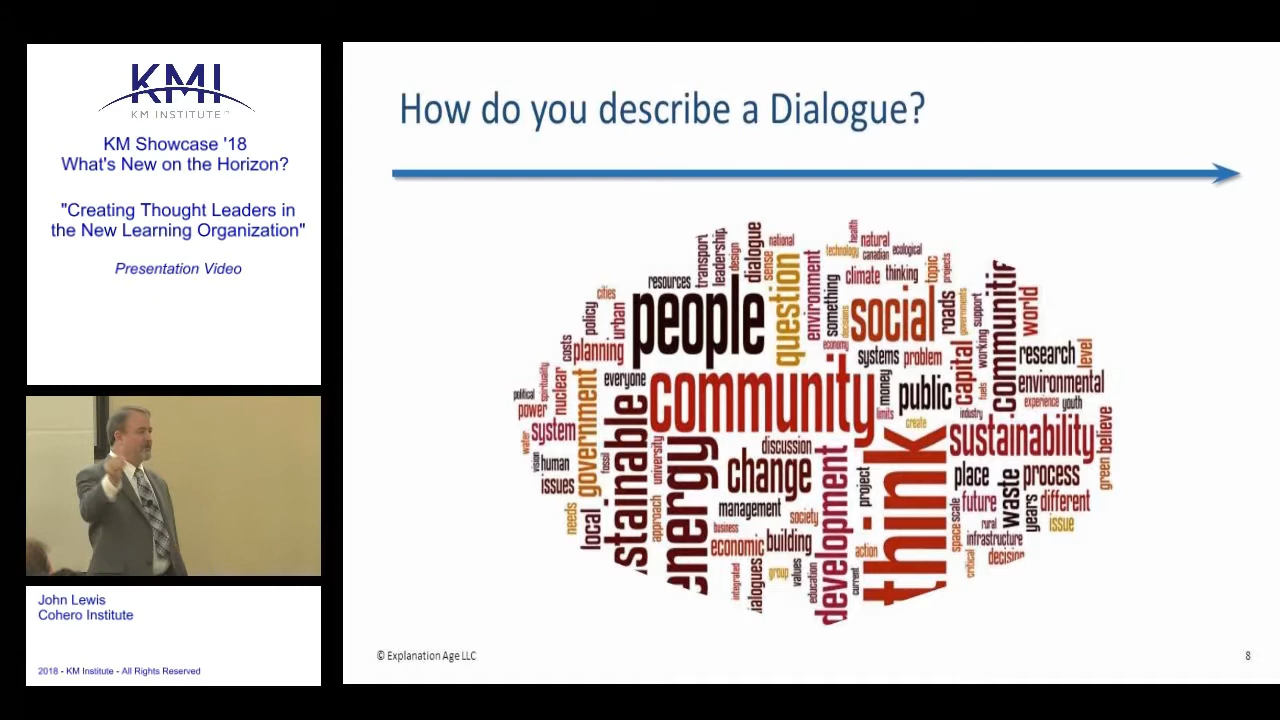 KMI
KM INSTITUTE
KM Showcase '18
What's New on the Horizon?
"Creating Thought Leaders in
the New Learning Organization"
Presentation Video
John Lewis
Cohero Institute
2018 - KM Institute - All Rights Reserved
How do you describe a Dialogue?
health
national
natural
transport
leadership
design
dialogue
sense
technology
canadian
ecological
resources
question
environment
something
climate
thinking
topic
projects
cities
people
decisions
social
roads
governments
support
communitie
world
policy
urban
costs
planning
economy
systems
problem
capital
working
research
level
political
spirituality
nuclear
everyone
community
money
public
fuels
environmental
power
government
sustainable
limits
industry
experience
youth
create
water
system
university
discussion
think
sustainability
believe
vision
human
fossil
energy
change
development
project
place
process
green
issues
approach
management
future
waste
years
different
needs
local
business
society
space
scale
rural
issue
economic
building
action
infrastructure
critical
decision
integrated
dialogues
group
values
education
current
© Explanation Age LLC
8